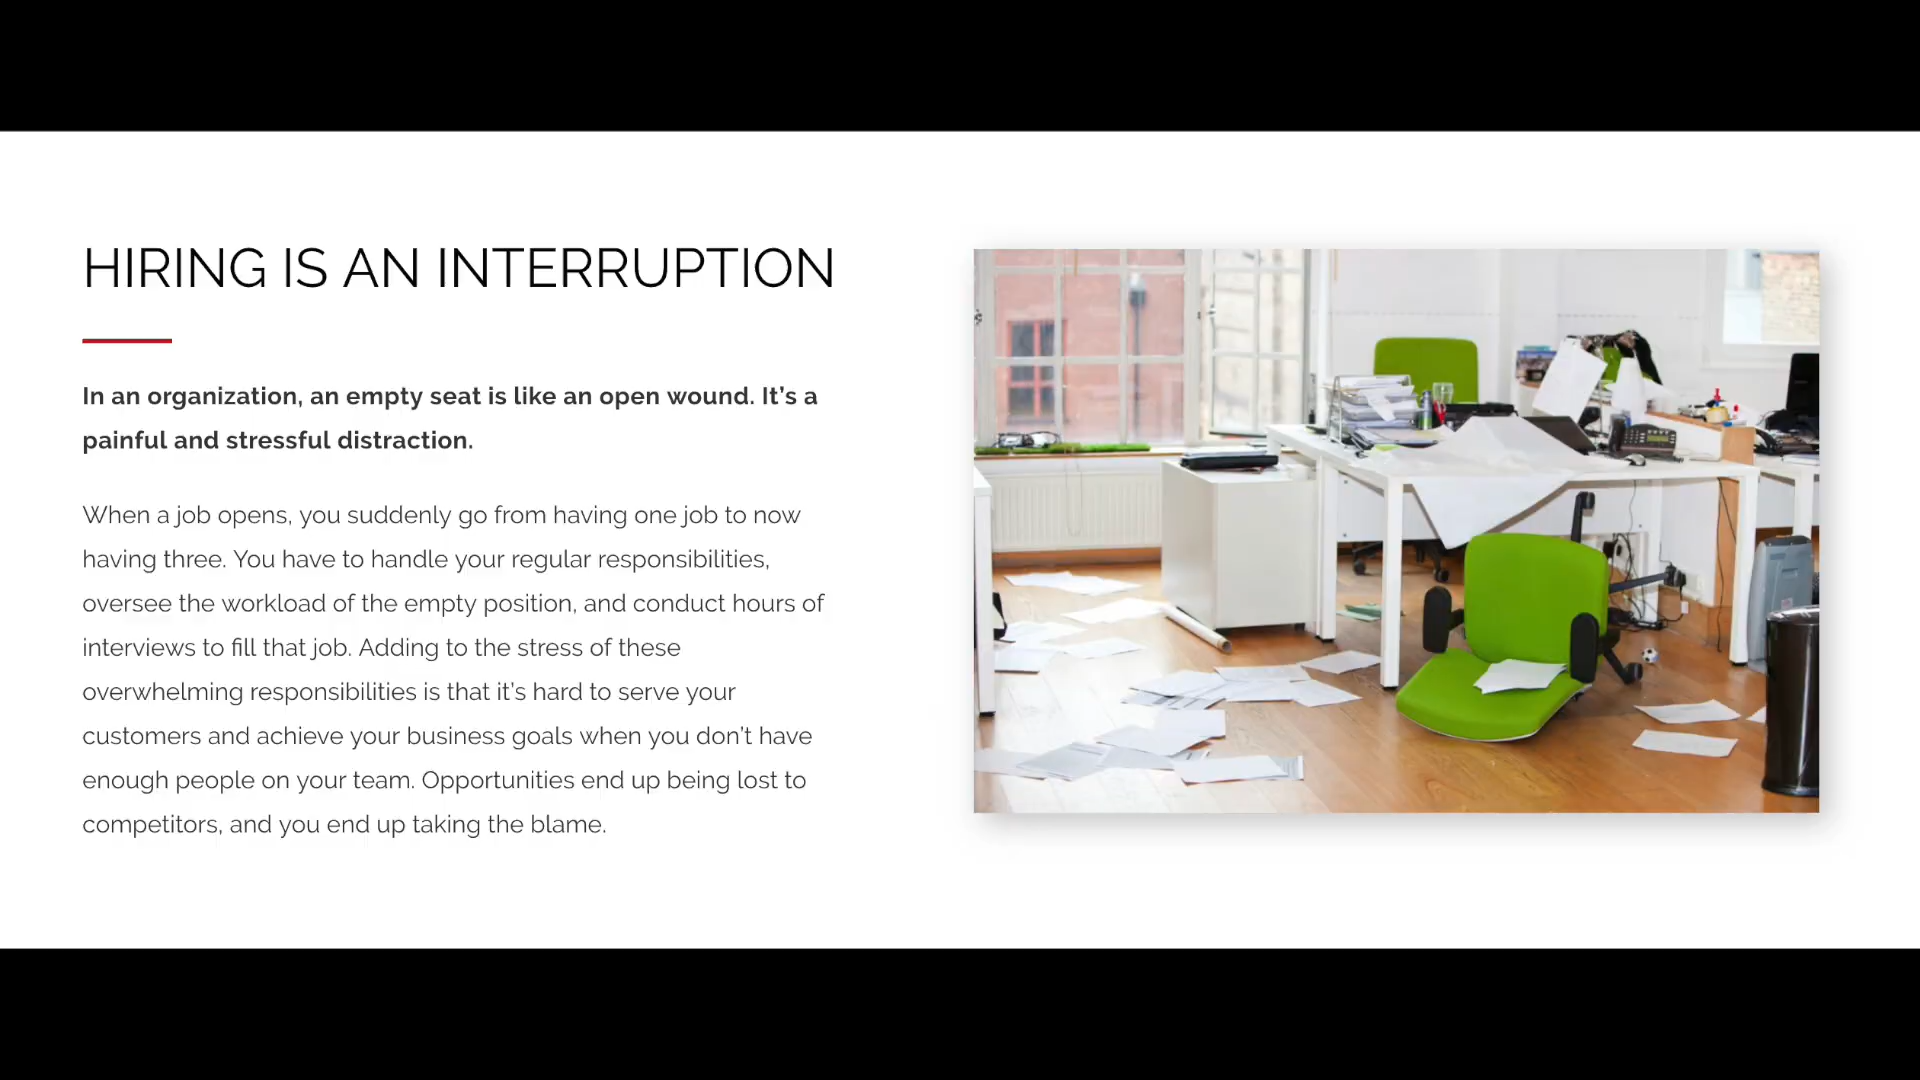 HIRING IS AN INTERRUPTION
In an organization, an empty seat is like an open wound. It’s a
painful and stressful distraction.
When a job opens, you suddenly go from having one job to now
having three. You have to handle your regular responsibilities,
oversee the workload of the empty position, and conduct hours of
interviews to fill that job. Adding to the stress of these
overwhelming responsibilities is that it’s hard to serve your
customers and achieve your business goals when you don’t have
enough people on your team. Opportunities end up being lost to
competitors, and you end up taking the blame.